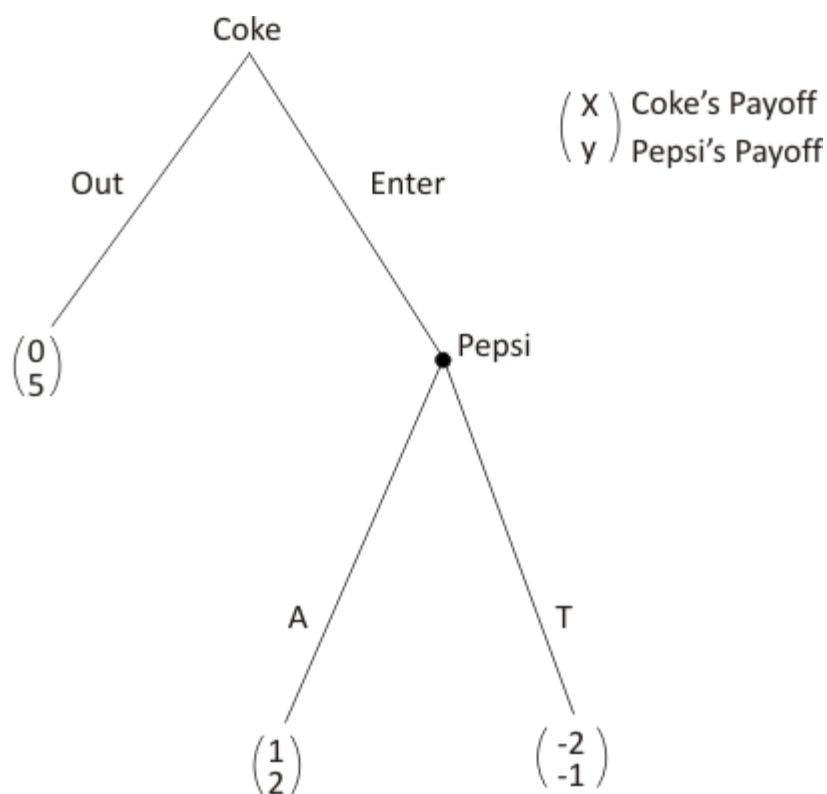 Coke
X Coke's Payoff
y Pepsi's Payoff
Out
Enter
0
5
Pepsi
A
T
1
2
-2
-1